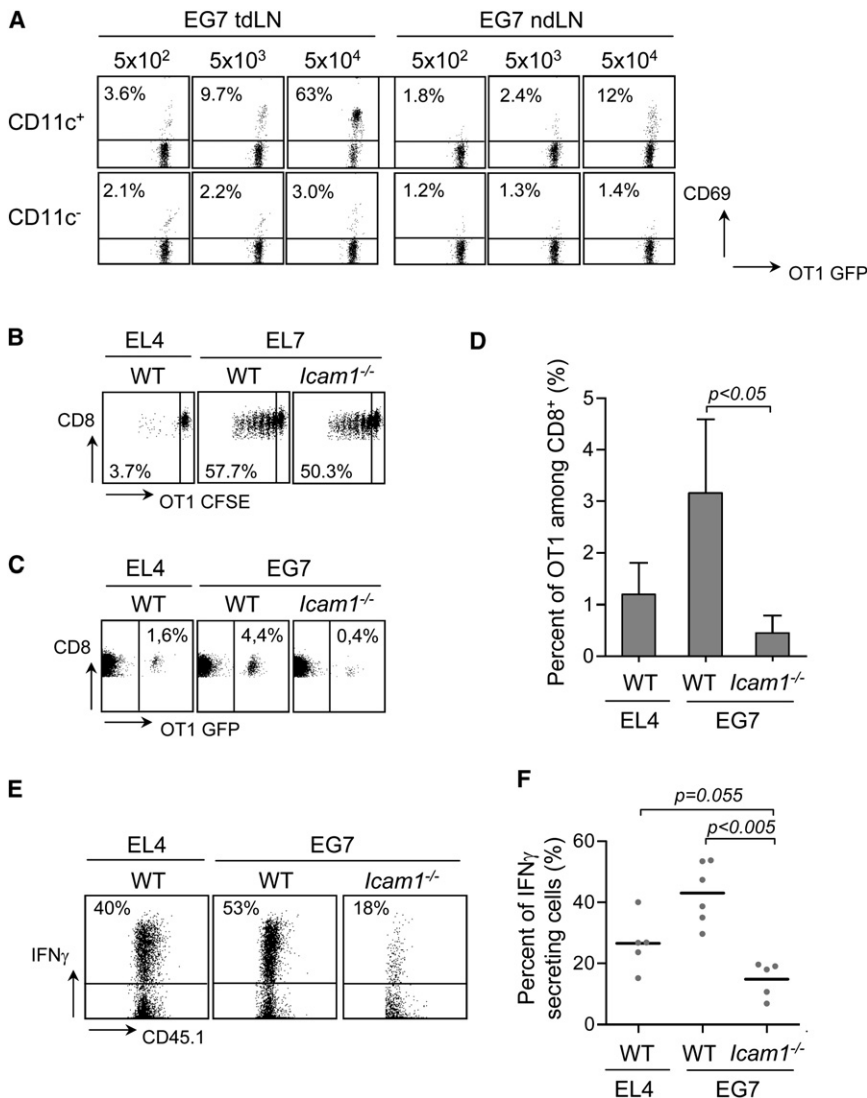 A
EG7 tdLN EG7 ndLN
5x10² 5x10³ 5x10⁴ 5x10² 5x10³ 5x10⁴
CD11c⁺ 3.6% 9.7% 63% 1.8% 2.4% 12%
CD11c⁻ 2.1% 2.2% 3.0% 1.2% 1.3% 1.4%
CD69
OT1 GFP
B
EL4 EL7
WT WT Icam1⁻/⁻
CD8
3.7% 57.7% 50.3%
OT1 CFSE
C
EL4 EG7
WT WT Icam1⁻/⁻
CD8 1,6% 4,4% 0,4%
OT1 GFP
D
Percent of OT1 among CD8⁺ (%)
5
4
3
2
1
0
p<0.05
WT WT Icam1⁻/⁻
EL4 EG7
E
EL4 EG7
WT WT Icam1⁻/⁻
40% 53% 18%
IFNγ
CD45.1
F
Percent of IFNγ
secreting cells (%)
60
40
20
0
p=0.055
p<0.005
WT WT Icam1⁻/⁻
EL4 EG7